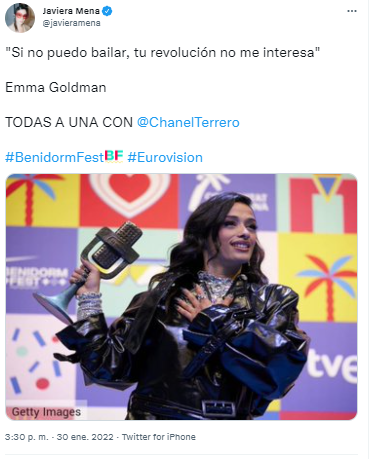 Javiera Mena
@javieramena
"Si no puedo bailar, tu revolución no me interesa"
Emma Goldman
TODAS A UNA CON @ChanelTerrero
#BenidormFestBF #Eurovision
BENIDORM
FEST
tve
Getty Images
3:30 p. m. · 30 ene. 2022 · Twitter for iPhone